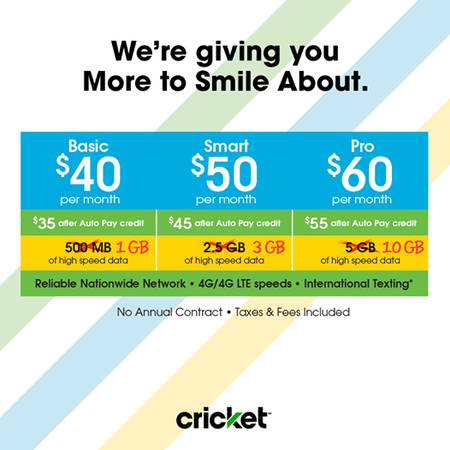 We're giving you
More to Smile About.
Basic Smart Pro
$40 $50 $60
per month per month per month
$35 after Auto Pay credit $45 after Auto Pay credit $55 after Auto Pay credit
500 MB 1 GB 2.5 GB 3 GB 5 GB 10 GB
of high speed data of high speed data of high speed data
Reliable Nationwide Network • 4G/4G LTE speeds • International Texting*
No Annual Contract • Taxes & Fees Included
cricket